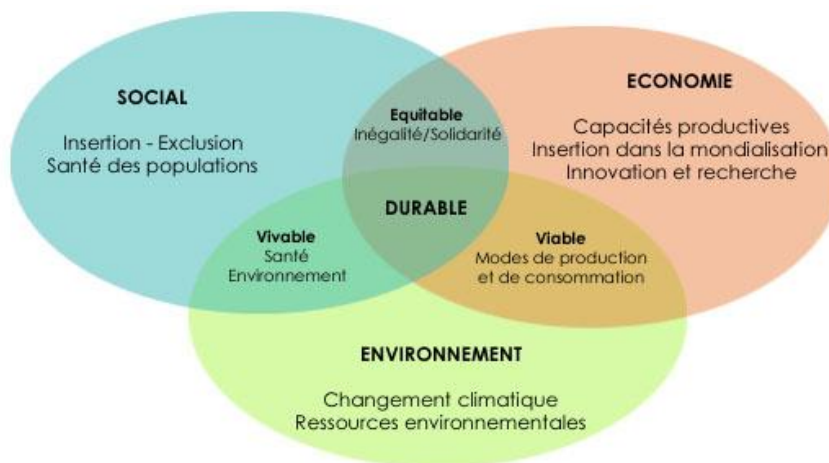 SOCIAL
Insertion - Exclusion
Santé des populations
Equitable
Inégalité/Solidarité
ECONOMIE
Capacités productives
Insertion dans la mondialisation
Innovation et recherche
DURABLE
Vivable
Santé
Environnement
Viable
Modes de production
et de consommation
ENVIRONNEMENT
Changement climatique
Ressources environnementales